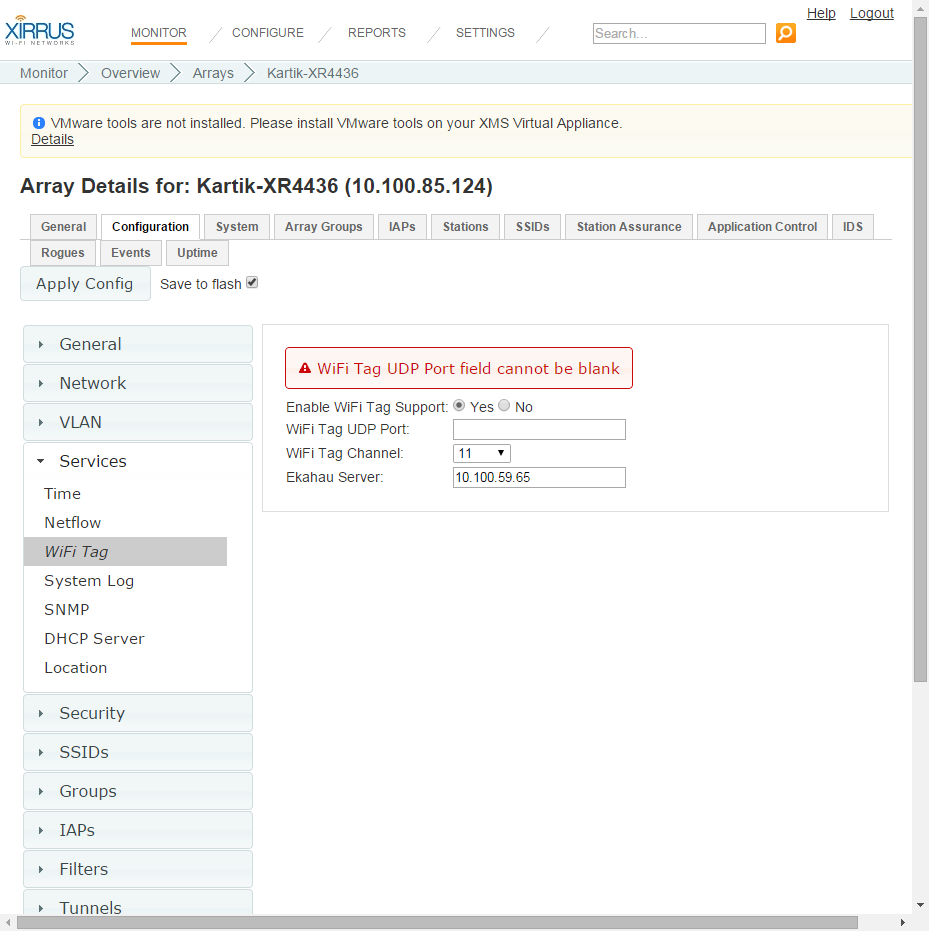 Help Logout
XIRRUS
WI-FI NETWORKS
MONITOR CONFIGURE REPORTS SETTINGS Search...
Monitor Overview Arrays Kartik-XR4436
VMware tools are not installed. Please install VMware tools on your XMS Virtual Appliance.
Details
Array Details for: Kartik-XR4436 (10.100.85.124)
General Configuration System Array Groups IAPs Stations SSIDs Station Assurance Application Control IDS
Rogues Events Uptime
Apply Config Save to flash
General
Network
VLAN
Services
Time
Netflow
WiFi Tag
System Log
SNMP
DHCP Server
Location
Security
SSIDs
Groups
IAPs
Filters
Tunnels
WiFi Tag UDP Port field cannot be blank
Enable WiFi Tag Support: Yes No
WiFi Tag UDP Port:
WiFi Tag Channel: 11
Ekahau Server: 10.100.59.65